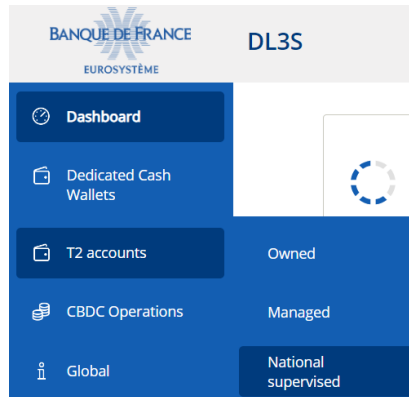 BANQUE DE FRANCE
EUROSYSTÈME
DL3S
Dashboard
Dedicated Cash
Wallets
T2 accounts
Owned
CBDC Operations
Managed
Global
National
supervised